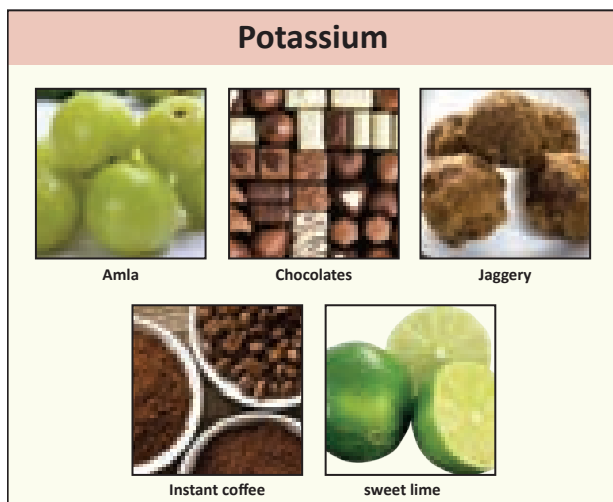 Potassium
Amla
Chocolates
Jaggery
Instant coffee
sweet lime